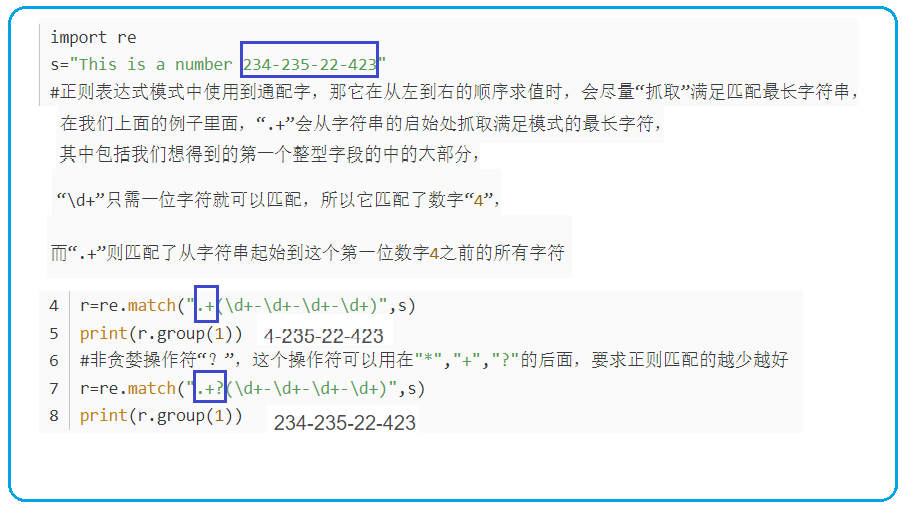 import re
s="This is a number 234-235-22-423"
#正则表达式模式中使用到通配字，那它在从左到右的顺序求值时，会尽量“抓取”满足匹配最长字符串，
在我们上面的例子里面，“.+”会从字符串的启始处抓取满足模式的最长字符，
其中包括我们想得到的第一个整型字段的中的大部分，
“\d+”只需一位字符就可以匹配，所以它匹配了数字“4”，
而“.+”则匹配了从字符串起始到这个第一位数字4之前的所有字符
4 r=re.match(".+(\d+-\d+-\d+-\d+)",s)
5 print(r.group(1)) 4-235-22-423
6 #非贪婪操作符“？”，这个操作符可以用在"*","+","?"的后面，要求正则匹配的越少越好
7 r=re.match(".+?(\d+-\d+-\d+-\d+)",s)
8 print(r.group(1)) 234-235-22-423